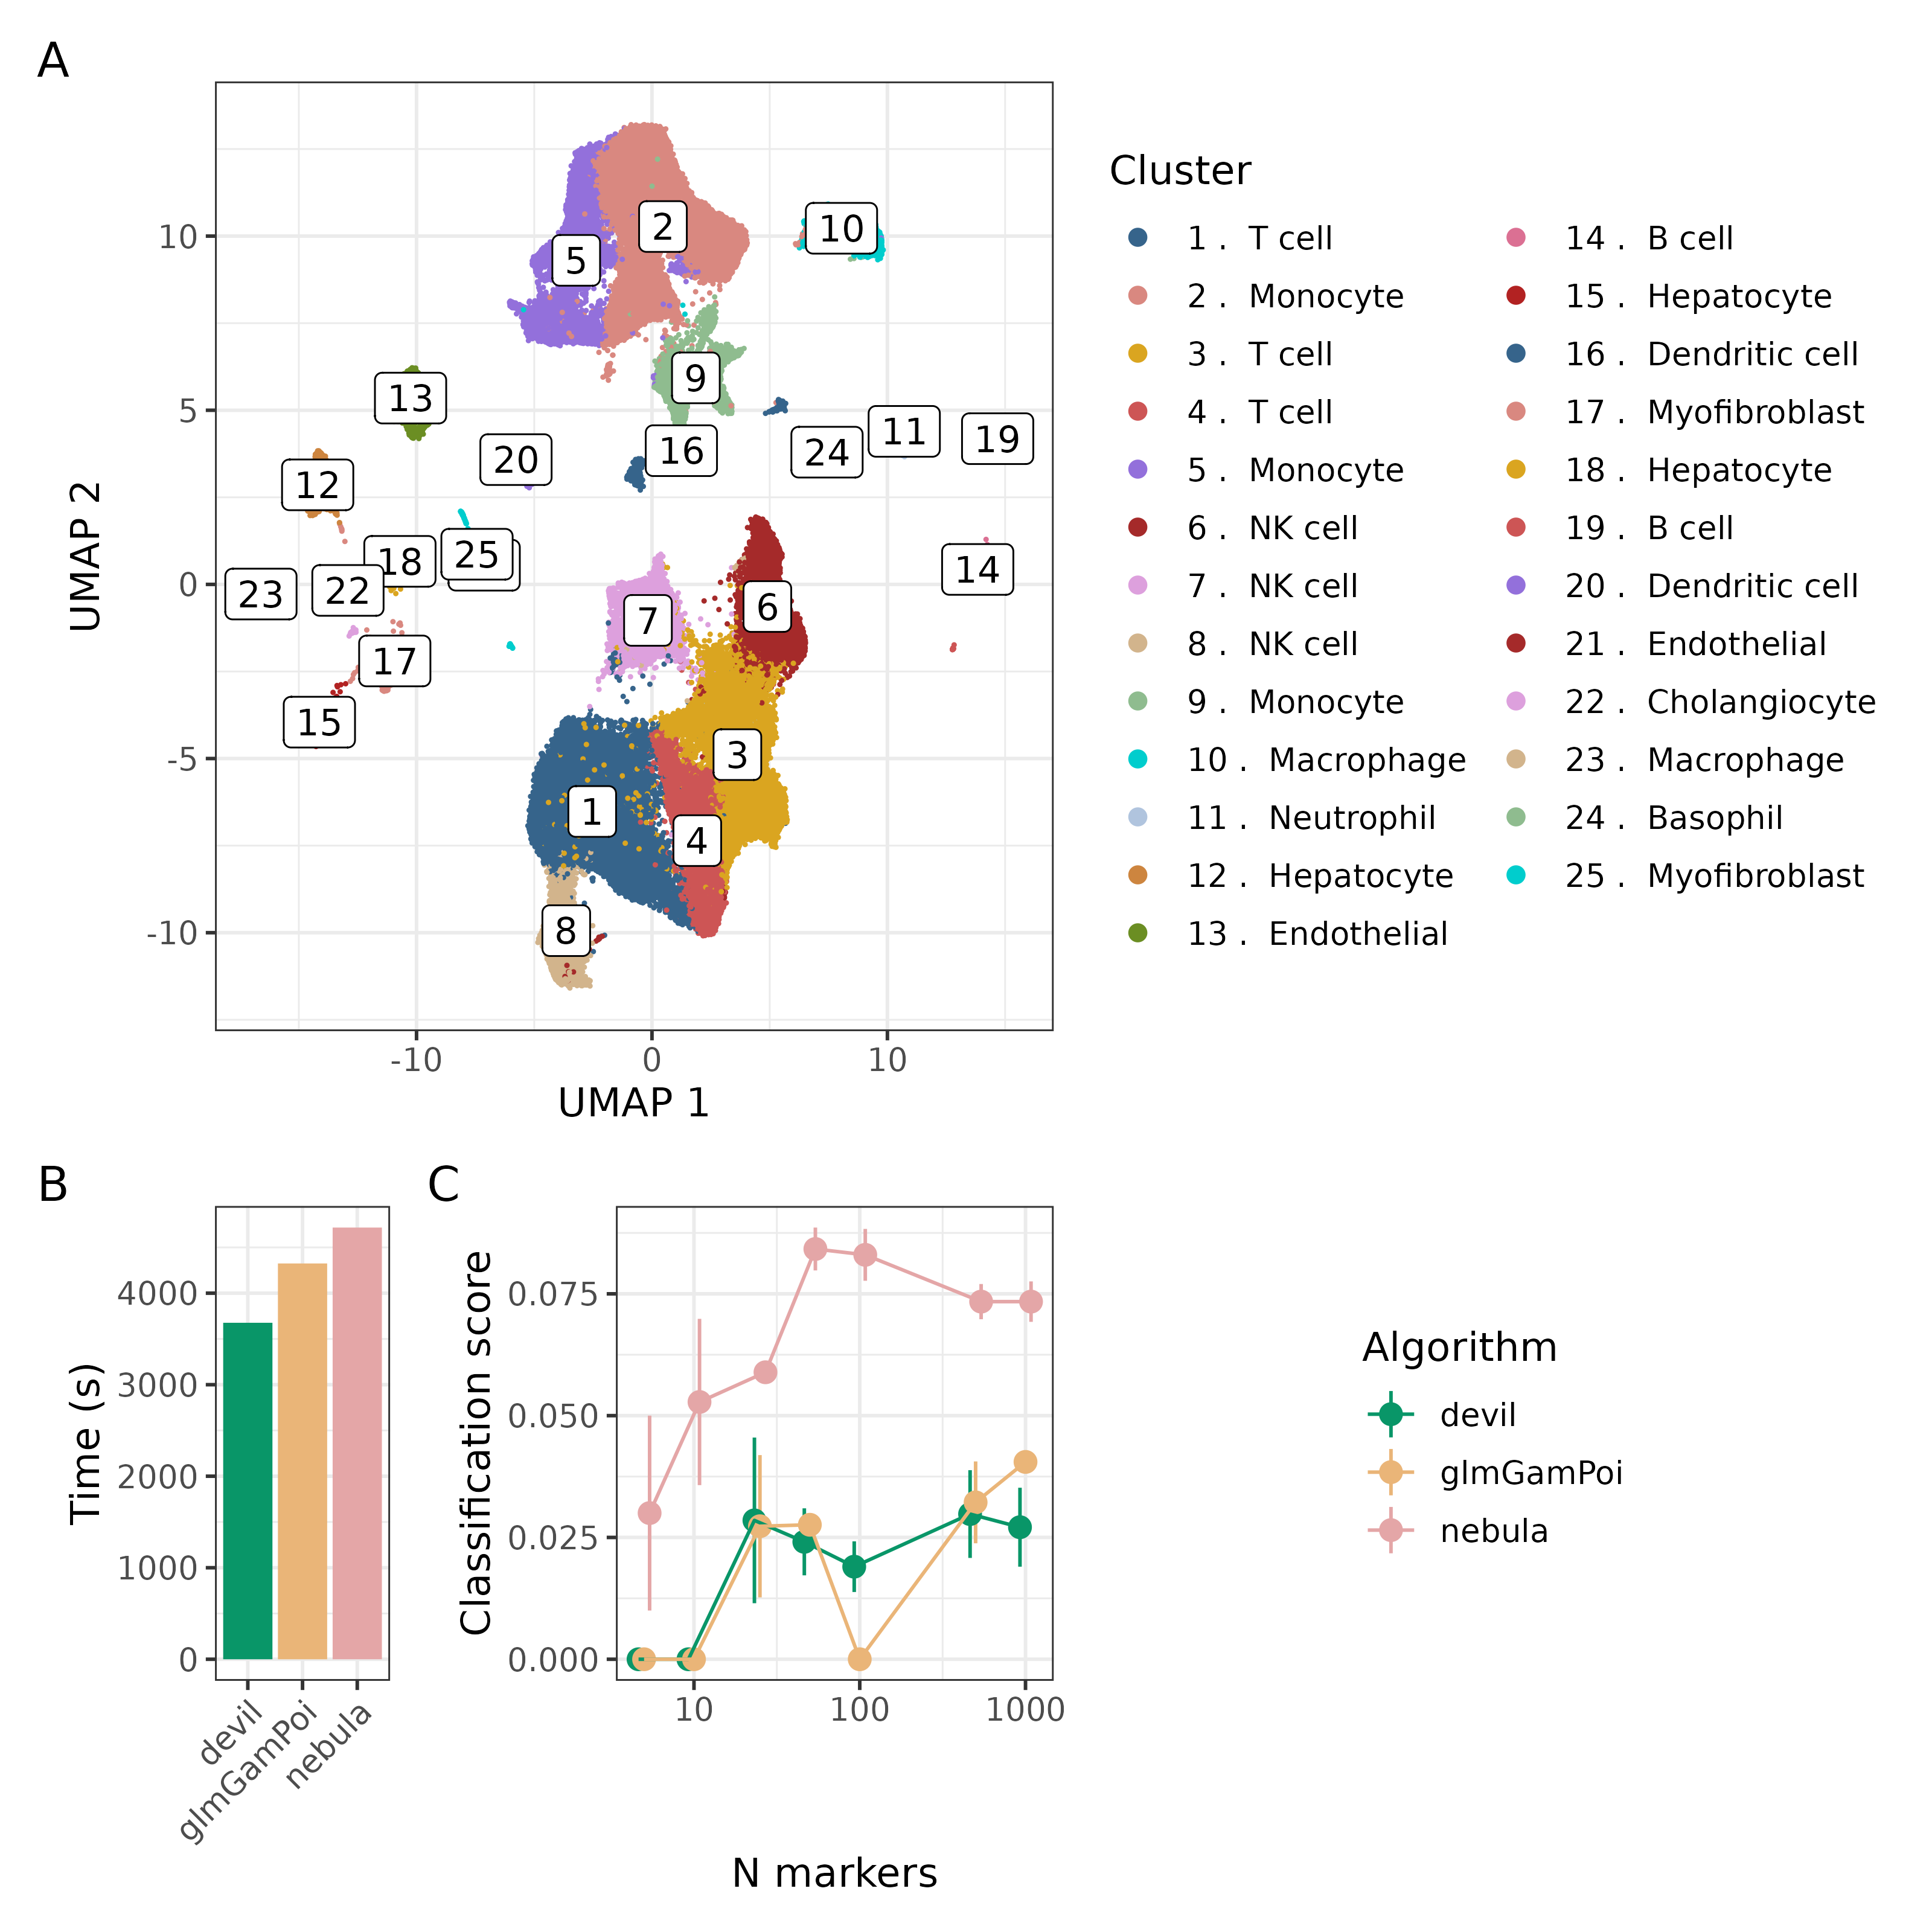 A
UMAP 2
10
5
0
-5
-10
2
5
10
9
13
16
20
24
11
19
12
18
25
22
23
14
7
6
17
15
3
1
4
8
-10
0
10
UMAP 1
Cluster
1 . T cell
2 . Monocyte
3 . T cell
4 . T cell
5 . Monocyte
6 . NK cell
7 . NK cell
8 . NK cell
9 . Monocyte
10 . Macrophage
11 . Neutrophil
12 . Hepatocyte
13 . Endothelial
14 . B cell
15 . Hepatocyte
16 . Dendritic cell
17 . Myofibroblast
18 . Hepatocyte
19 . B cell
20 . Dendritic cell
21 . Endothelial
22 . Cholangiocyte
23 . Macrophage
24 . Basophil
25 . Myofibroblast
B
Time (s)
4000
3000
2000
1000
0
devil
glmGamPoi
nebula
C
Classification score
0.075
0.050
0.025
0.000
10
100
1000
N markers
Algorithm
devil
glmGamPoi
nebula